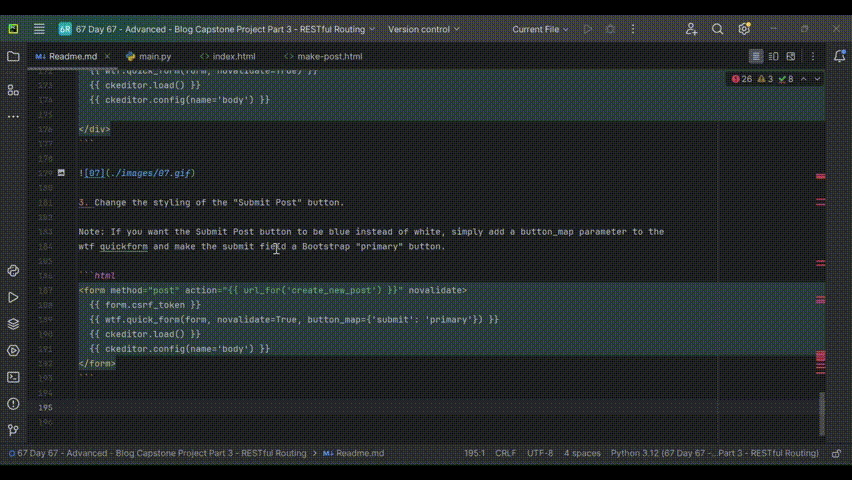 6R 67 Day 67 - Advanced - Blog Capstone Project Part 3 - RESTful Routing Version control Current File
Readme.md main.py index.html make-post.html
26 3 8
172 {{ wtf.quick_form(form, novalidate=True) }}
173 {{ ckeditor.load() }}
174 {{ ckeditor.config(name='body') }}
175
176 </div>
177 ```
178
179 ![07](./images/07.gif)
180
181 3. Change the styling of the "Submit Post" button.
182
183 Note: If you want the Submit Post button to be blue instead of white, simply add a button_map parameter to the
184 wtf quickform and make the submit field a Bootstrap "primary" button.
185
186 ```html
187 <form method="post" action="{{ url_for('create_new_post') }}" novalidate>
188 {{ form.csrf_token }}
189 {{ wtf.quick_form(form, novalidate=True, button_map={'submit': 'primary'}) }}
190 {{ ckeditor.load() }}
191 {{ ckeditor.config(name='body') }}
192 </form>
193 ```
194
195
196
67 Day 67 - Advanced - Blog Capstone Project Part 3 - RESTful Routing > Readme.md 195:1 CRLF UTF-8 4 spaces Python 3.12 (67 Day 67 -...Part 3 - RESTful Routing)